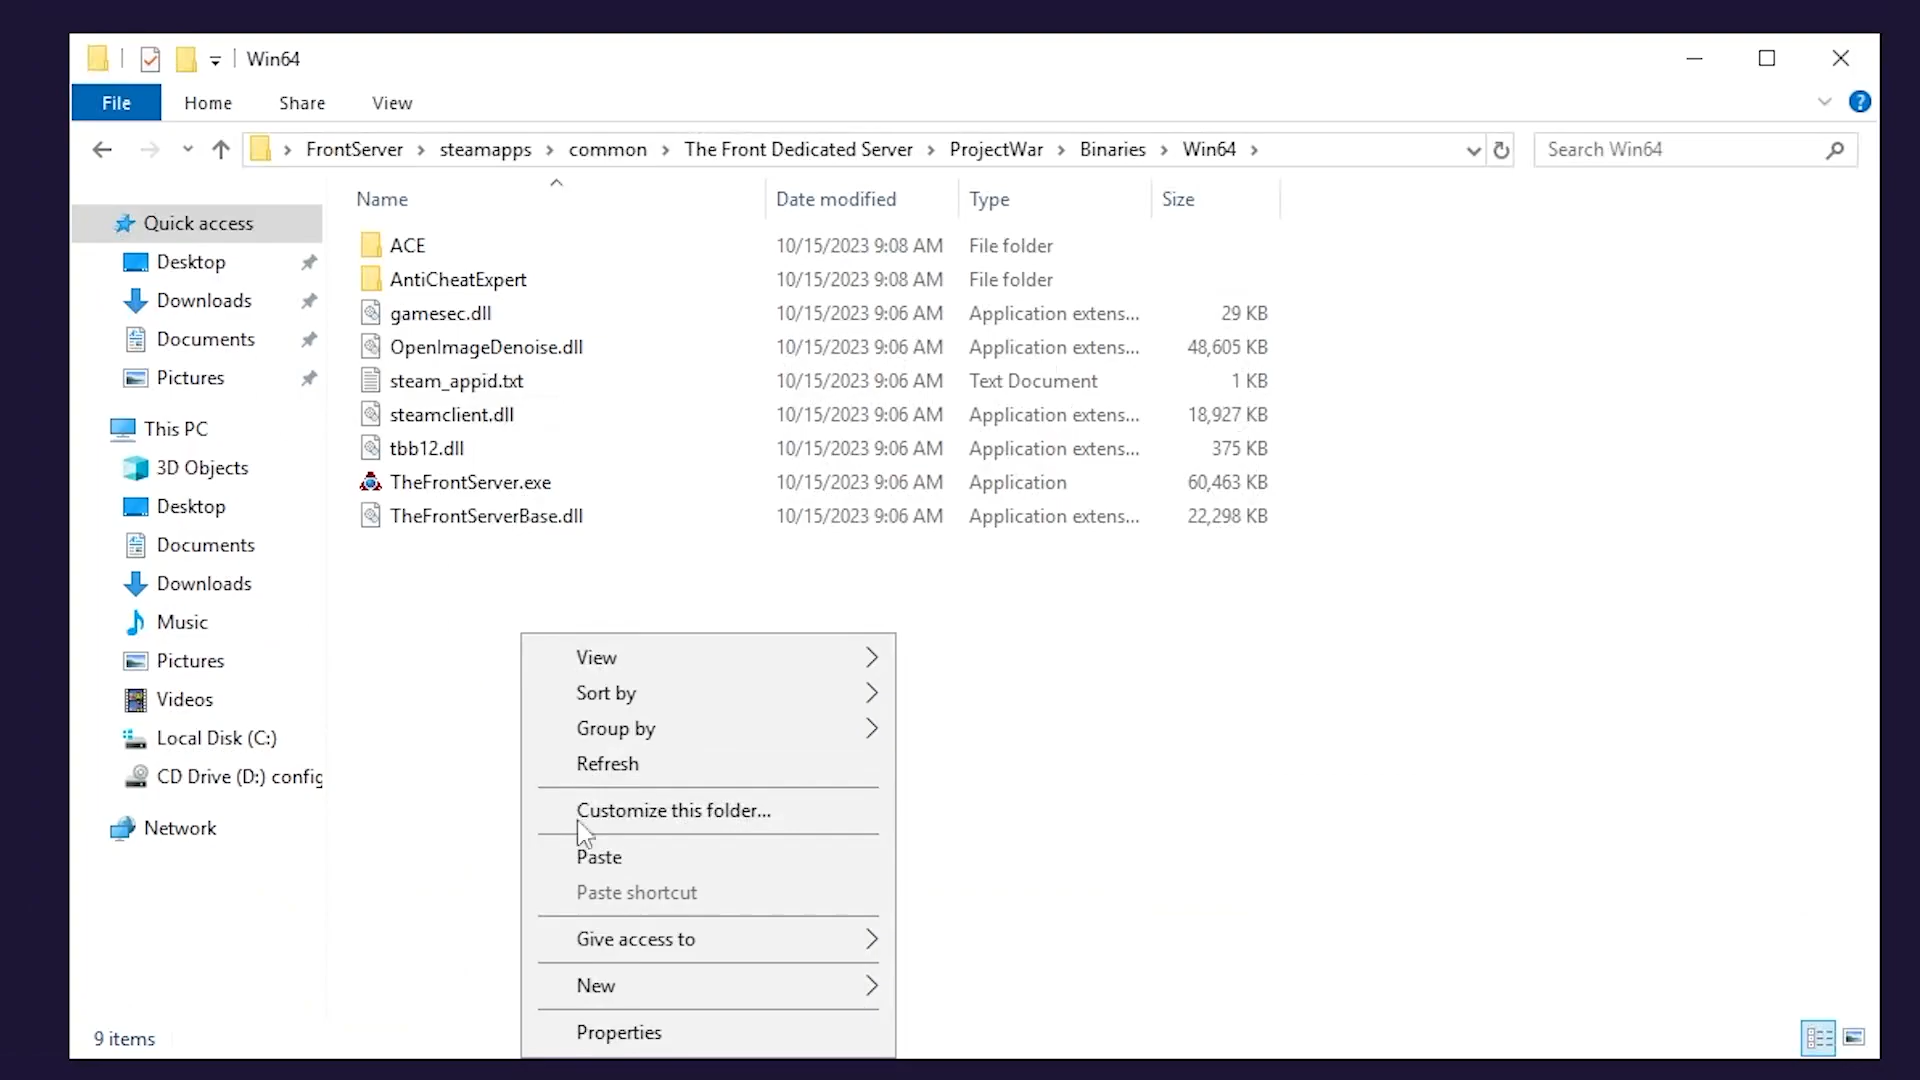 Win64
File Home Share View
FrontServer steamapps common The Front Dedicated Server ProjectWar Binaries Win64 Search Win64
Name Date modified Type Size
Quick access
Desktop
Downloads
Documents
Pictures
This PC
3D Objects
Desktop
Documents
Downloads
Music
Pictures
Videos
Local Disk (C:)
CD Drive (D:) config
Network
ACE 10/15/2023 9:08 AM File folder
AntiCheatExpert 10/15/2023 9:08 AM File folder
gamesec.dll 10/15/2023 9:06 AM Application extens... 29 KB
OpenImageDenoise.dll 10/15/2023 9:06 AM Application extens... 48,605 KB
steam_appid.txt 10/15/2023 9:06 AM Text Document 1 KB
steamclient.dll 10/15/2023 9:06 AM Application extens... 18,927 KB
tbb12.dll 10/15/2023 9:06 AM Application extens... 375 KB
TheFrontServer.exe 10/15/2023 9:06 AM Application 60,463 KB
TheFrontServerBase.dll 10/15/2023 9:06 AM Application extens... 22,298 KB
View
Sort by
Group by
Refresh
Customize this folder...
Paste
Paste shortcut
Give access to
New
Properties
9 items